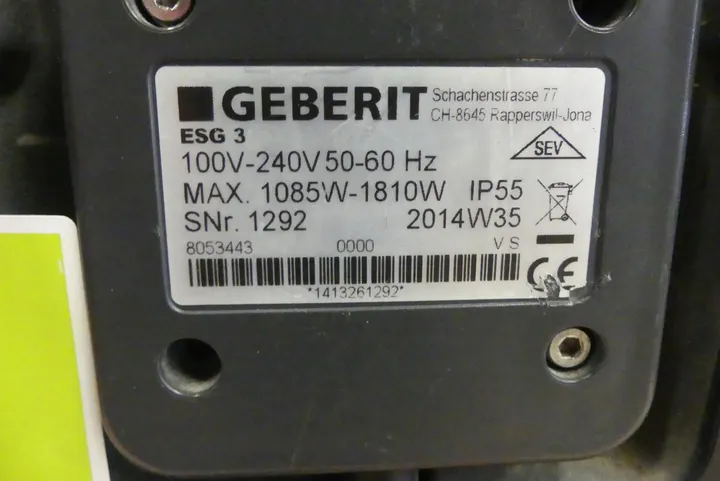 GEBERIT
Schachenstrasse 77
CH-8645 Rapperswil-Jona
ESG 3
100V-240V 50-60 Hz
SEV
MAX. 1085W-1810W IP55
SNr. 1292 2014W35
8053443 0000 V S
CE
*1413261292*